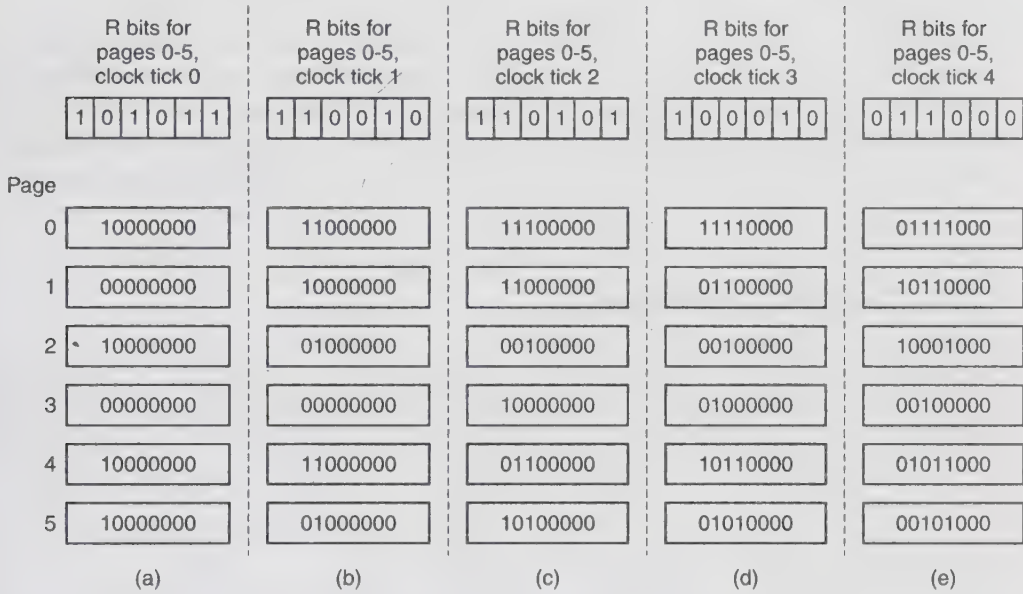 R bits for pages 0-5, clock tick 0
R bits for pages 0-5, clock tick 1
R bits for pages 0-5, clock tick 2
R bits for pages 0-5, clock tick 3
R bits for pages 0-5, clock tick 4
1 0 1 0 1 1
1 1 0 0 1 0
1 1 0 1 0 1
1 0 0 0 1 0
0 1 1 0 0 0
Page
0 10000000 11000000 11100000 11110000 01111000
1 00000000 10000000 11000000 01100000 10110000
2 10000000 01000000 00100000 00100000 10001000
3 00000000 00000000 10000000 01000000 00100000
4 10000000 11000000 01100000 10110000 01011000
5 10000000 01000000 10100000 01010000 00101000
(a) (b) (c) (d) (e)